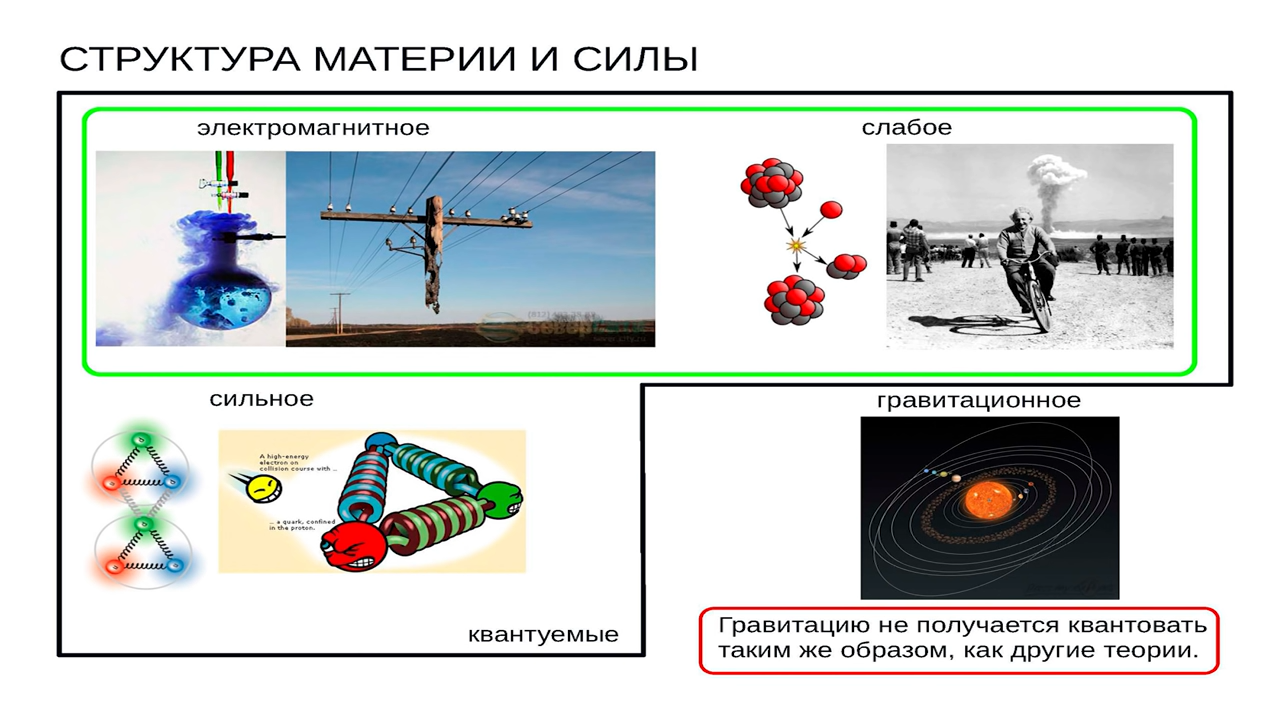 СТРУКТУРА МАТЕРИИ И СИЛЫ
электромагнитное
слабое
сильное
гравитационное
A high-energy
electron on
collision course with ...
... a quark, confined
in the proton.
квантуемые
Гравитацию не получается квантовать
таким же образом, как другие теории.